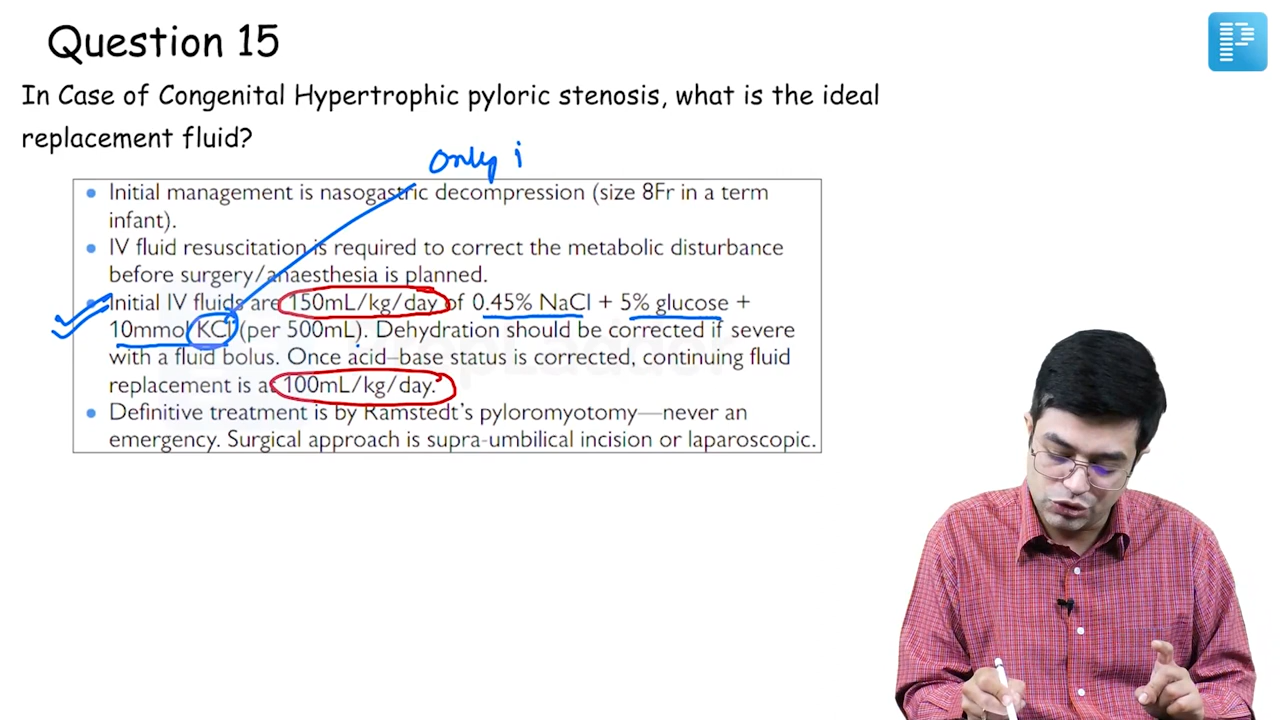 Question 15
In Case of Congenital Hypertrophic pyloric stenosis, what is the ideal
replacement fluid?
only i
• Initial management is nasogastric decompression (size 8Fr in a term
infant).
• IV fluid resuscitation is required to correct the metabolic disturbance
before surgery/anaesthesia is planned.
• Initial IV fluids are 150mL/kg/day of 0.45% NaCl + 5% glucose +
10mmol KCl (per 500mL). Dehydration should be corrected if severe
with a fluid bolus. Once acid–base status is corrected, continuing fluid
replacement is at 100mL/kg/day.
• Definitive treatment is by Ramstedt's pyloromyotomy—never an
emergency. Surgical approach is supra-umbilical incision or laparoscopic.